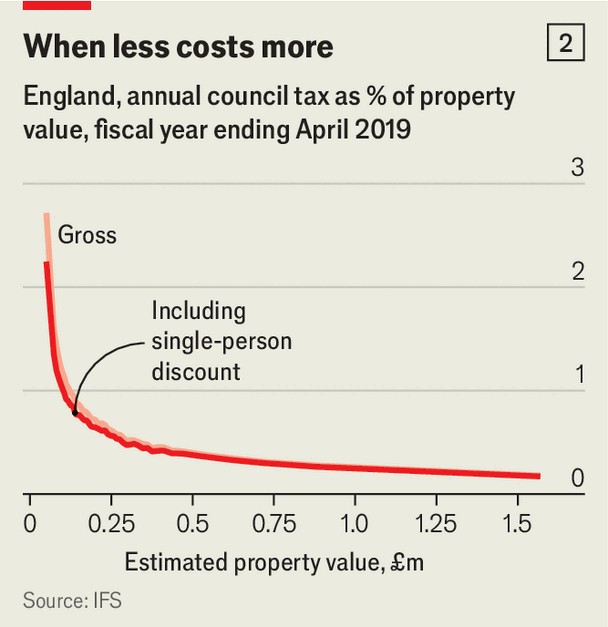 When less costs more
2
England, annual council tax as % of property
value, fiscal year ending April 2019
3
Gross
2
Including
single-person
discount
1
0
0 0.25 0.5 0.75 1.0 1.25 1.5
Estimated property value, £m
Source: IFS